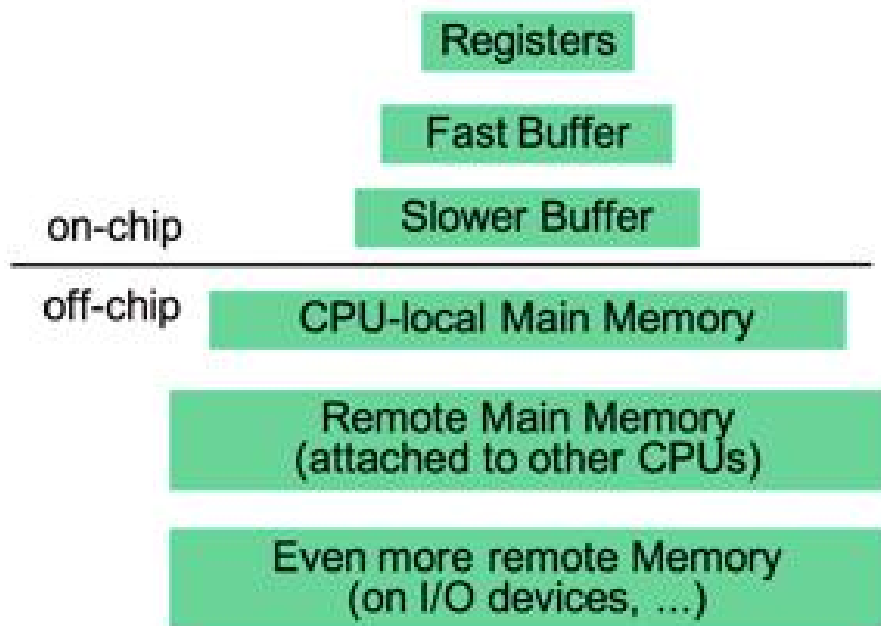 Registers
Fast Buffer
Slower Buffer
on-chip
off-chip
CPU-local Main Memory
Remote Main Memory
(attached to other CPUs)
Even more remote Memory
(on I/O devices, ...)